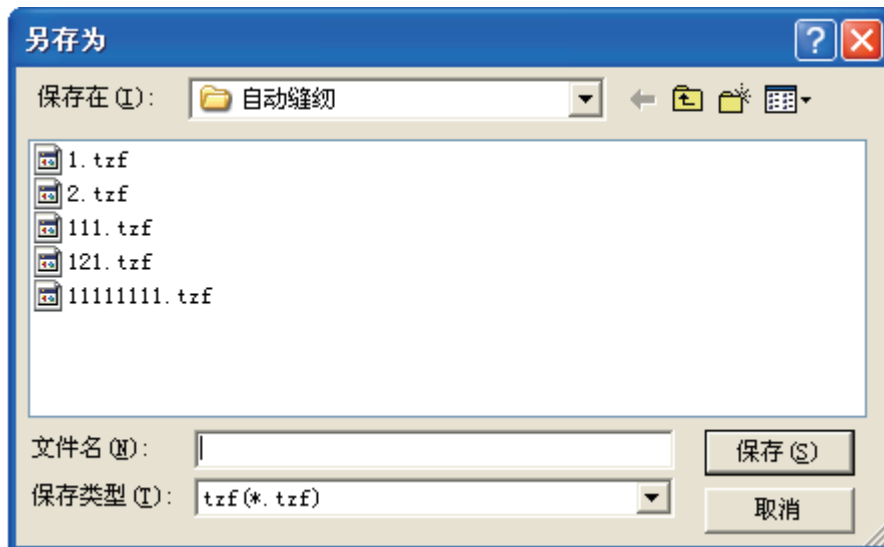 另存为
保存在(I): 自动缝纫
1.tzf
2.tzf
111.tzf
121.tzf
11111111.tzf
文件名(N): 保存(S)
保存类型(T): tzf(*.tzf) 取消